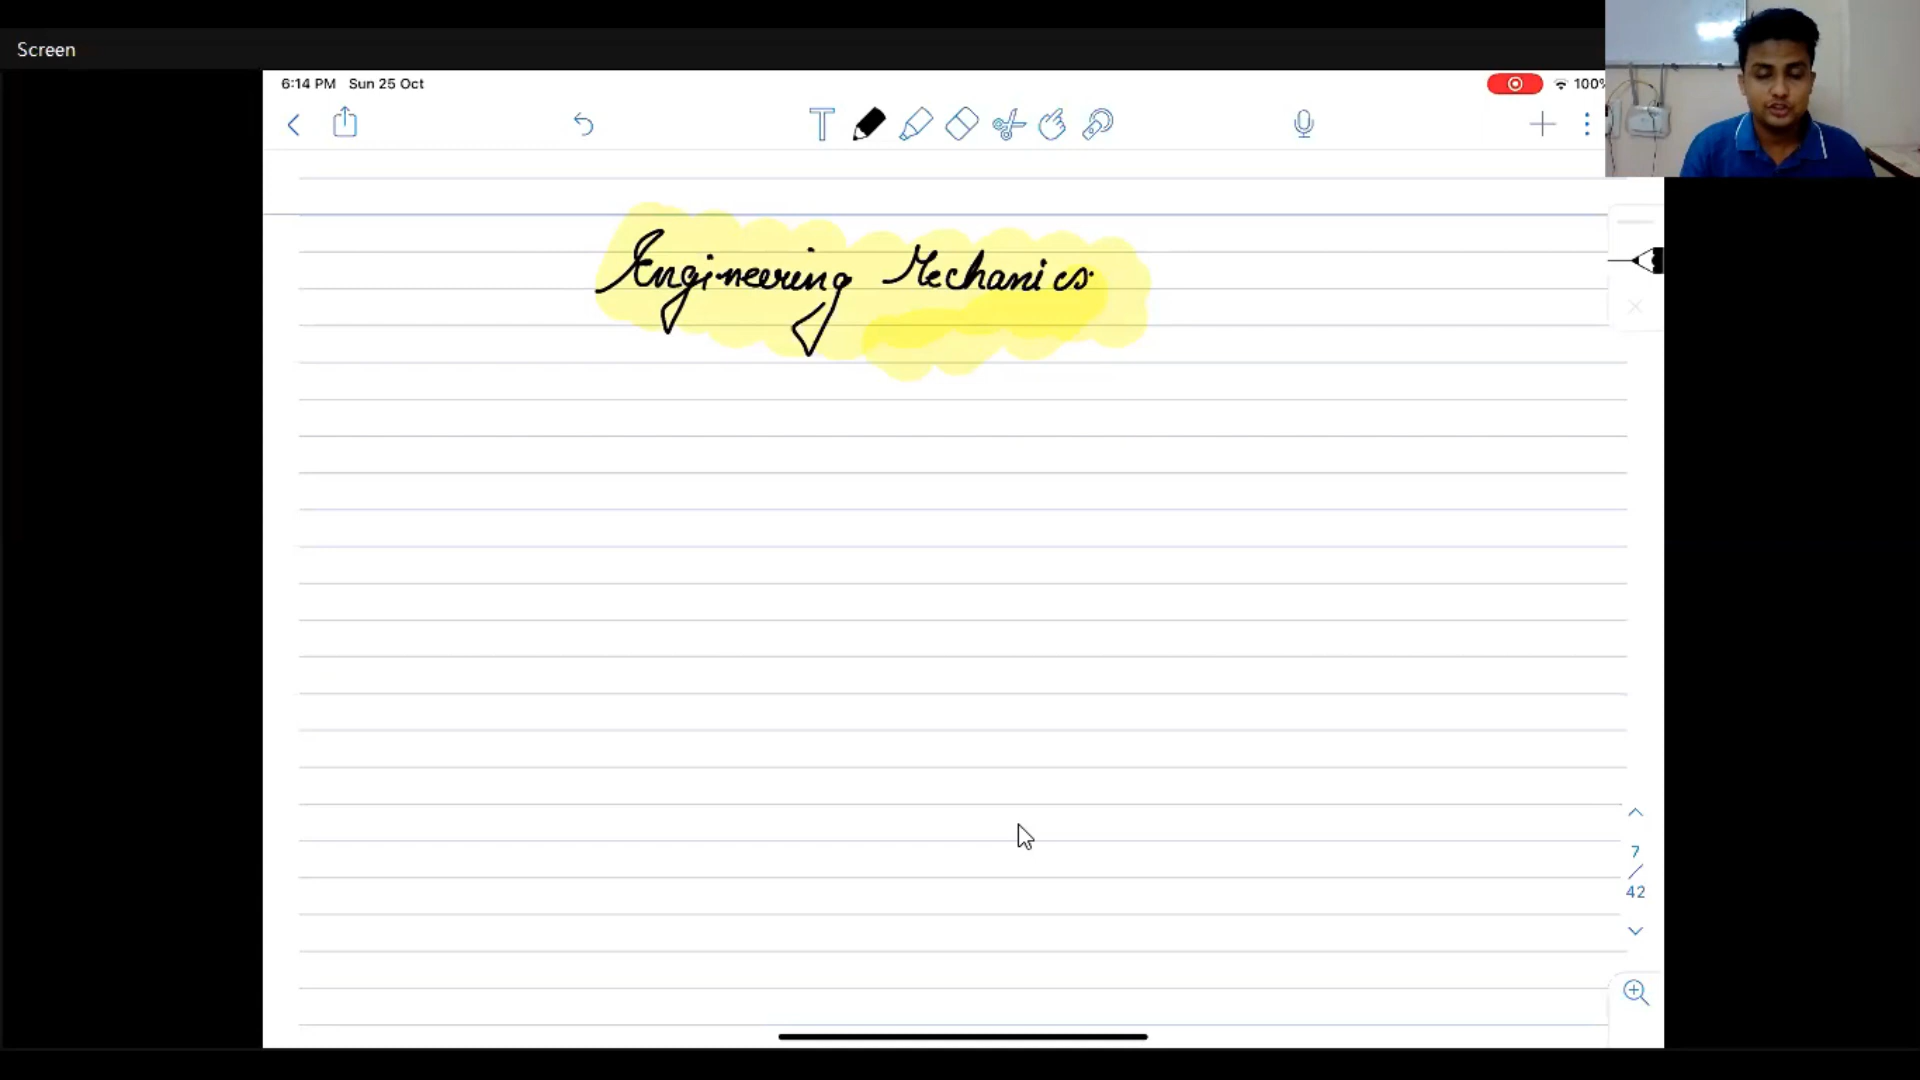 Screen
6:14 PM Sun 25 Oct
100%
T
Engineering Mechanics
7
42